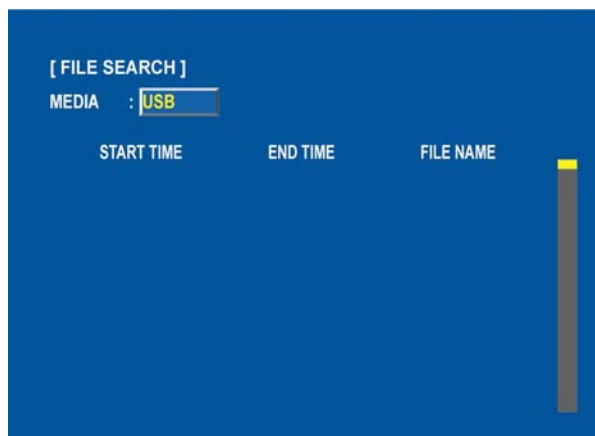 [ FILE SEARCH ]
MEDIA : USB
START TIME END TIME FILE NAME